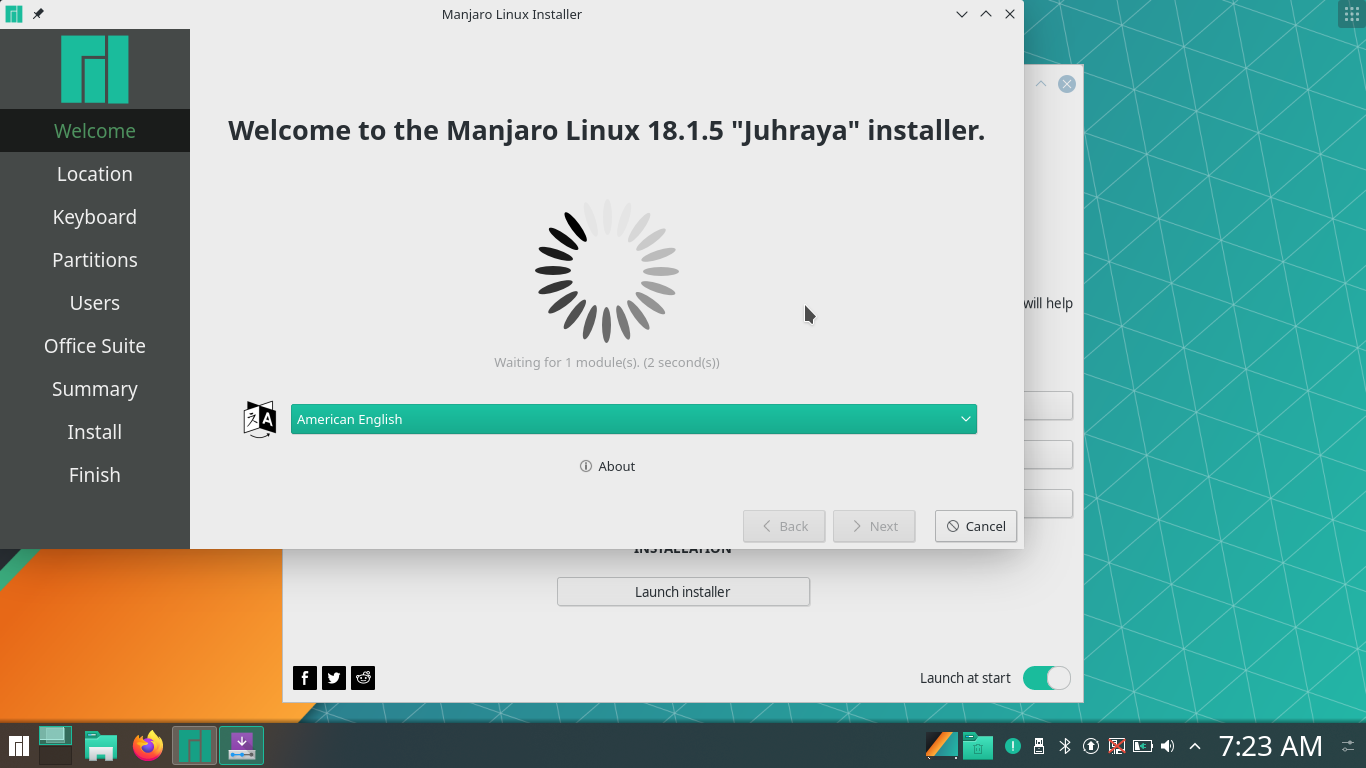 Manjaro Linux Installer
Welcome
Location
Keyboard
Partitions
Users
Office Suite
Summary
Install
Finish
Welcome to the Manjaro Linux 18.1.5 "Juhraya" installer.
Waiting for 1 module(s). (2 second(s))
American English
About
Back
Next
Cancel
will help
INSTALLATION
Launch installer
Launch at start
7:23 AM